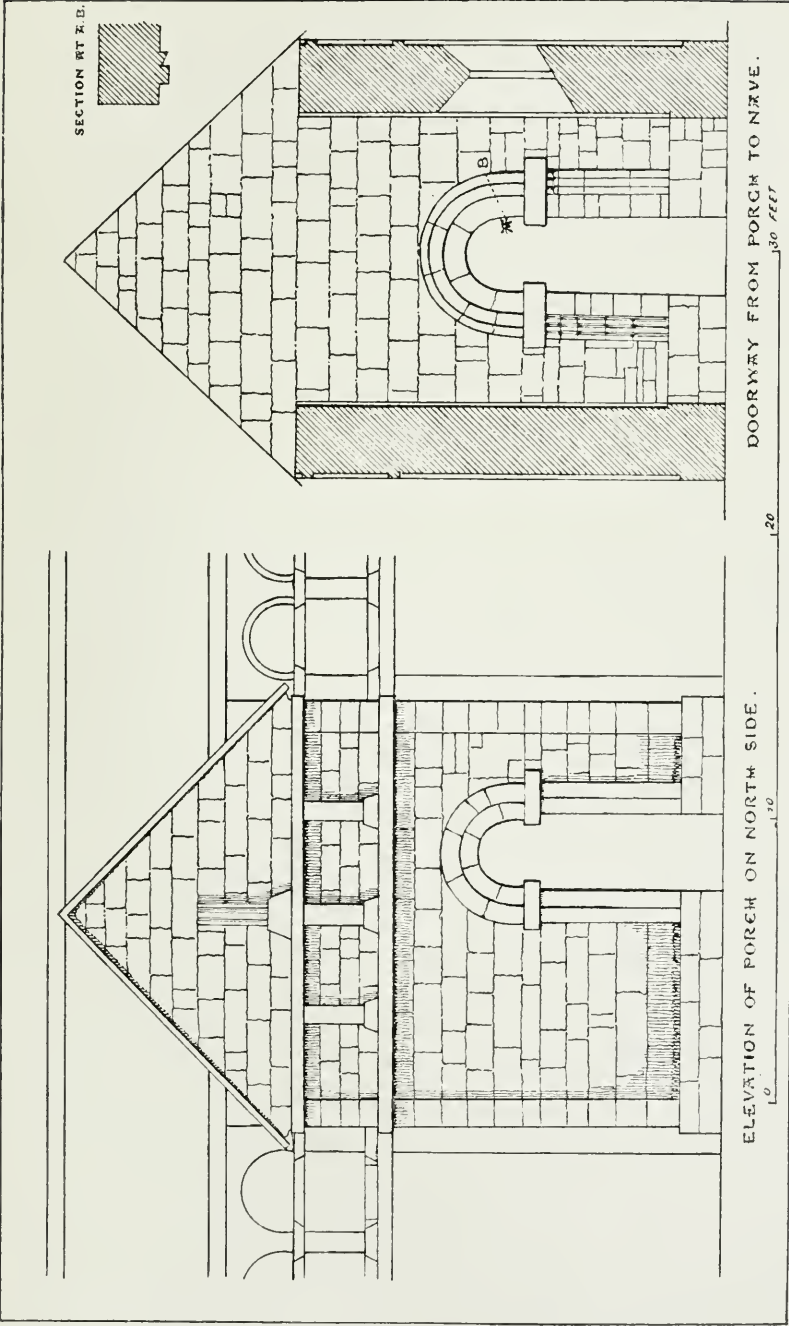 SECTION AT A.B.
B
A
ELEVATION OF PORCH ON NORTH SIDE.
DOORWAY FROM PORCH TO NAVE.
0 10 20 30 FEET